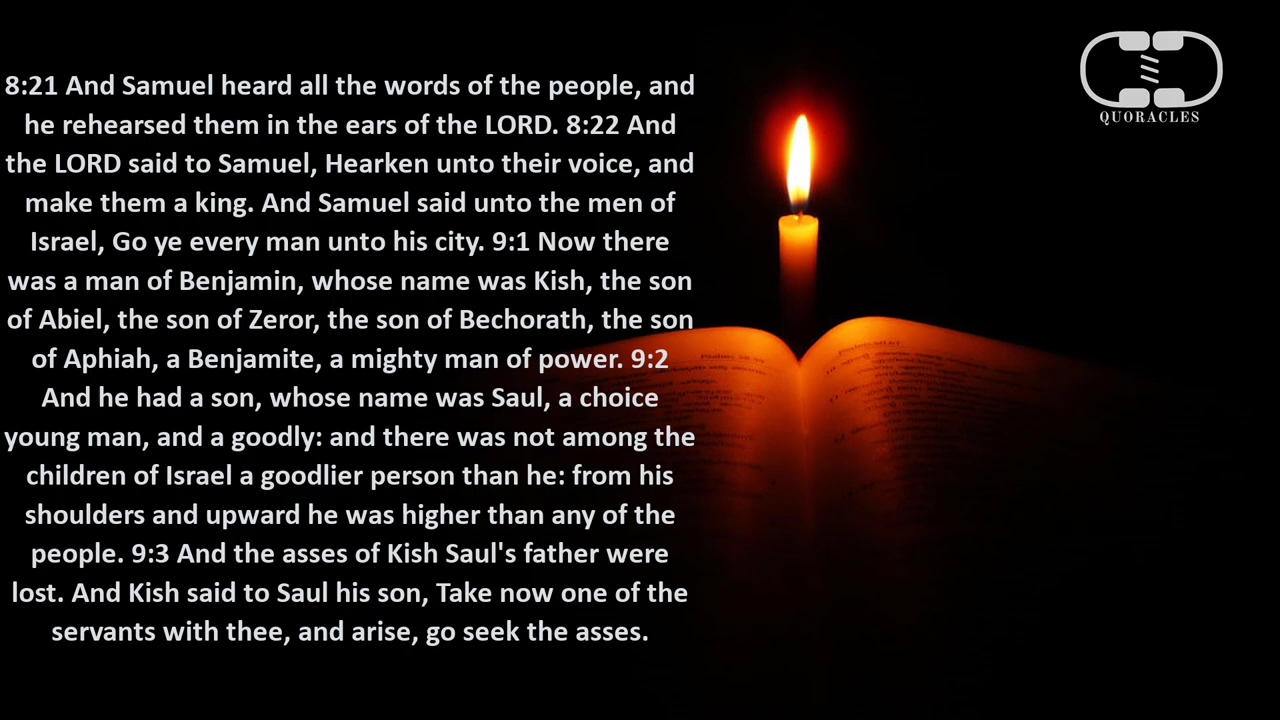 8:21 And Samuel heard all the words of the people, and
he rehearsed them in the ears of the LORD. 8:22 And
the LORD said to Samuel, Hearken unto their voice, and
make them a king. And Samuel said unto the men of
Israel, Go ye every man unto his city. 9:1 Now there
was a man of Benjamin, whose name was Kish, the son
of Abiel, the son of Zeror, the son of Bechorath, the son
of Aphiah, a Benjamite, a mighty man of power. 9:2
And he had a son, whose name was Saul, a choice
young man, and a goodly: and there was not among the
children of Israel a goodlier person than he: from his
shoulders and upward he was higher than any of the
people. 9:3 And the asses of Kish Saul's father were
lost. And Kish said to Saul his son, Take now one of the
servants with thee, and arise, go seek the asses.
QUORACLES